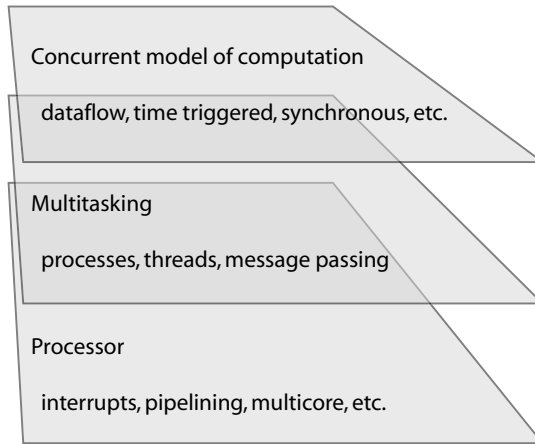 Concurrent model of computation
dataflow, time triggered, synchronous, etc.
Multitasking
processes, threads, message passing
Processor
interrupts, pipelining, multicore, etc.